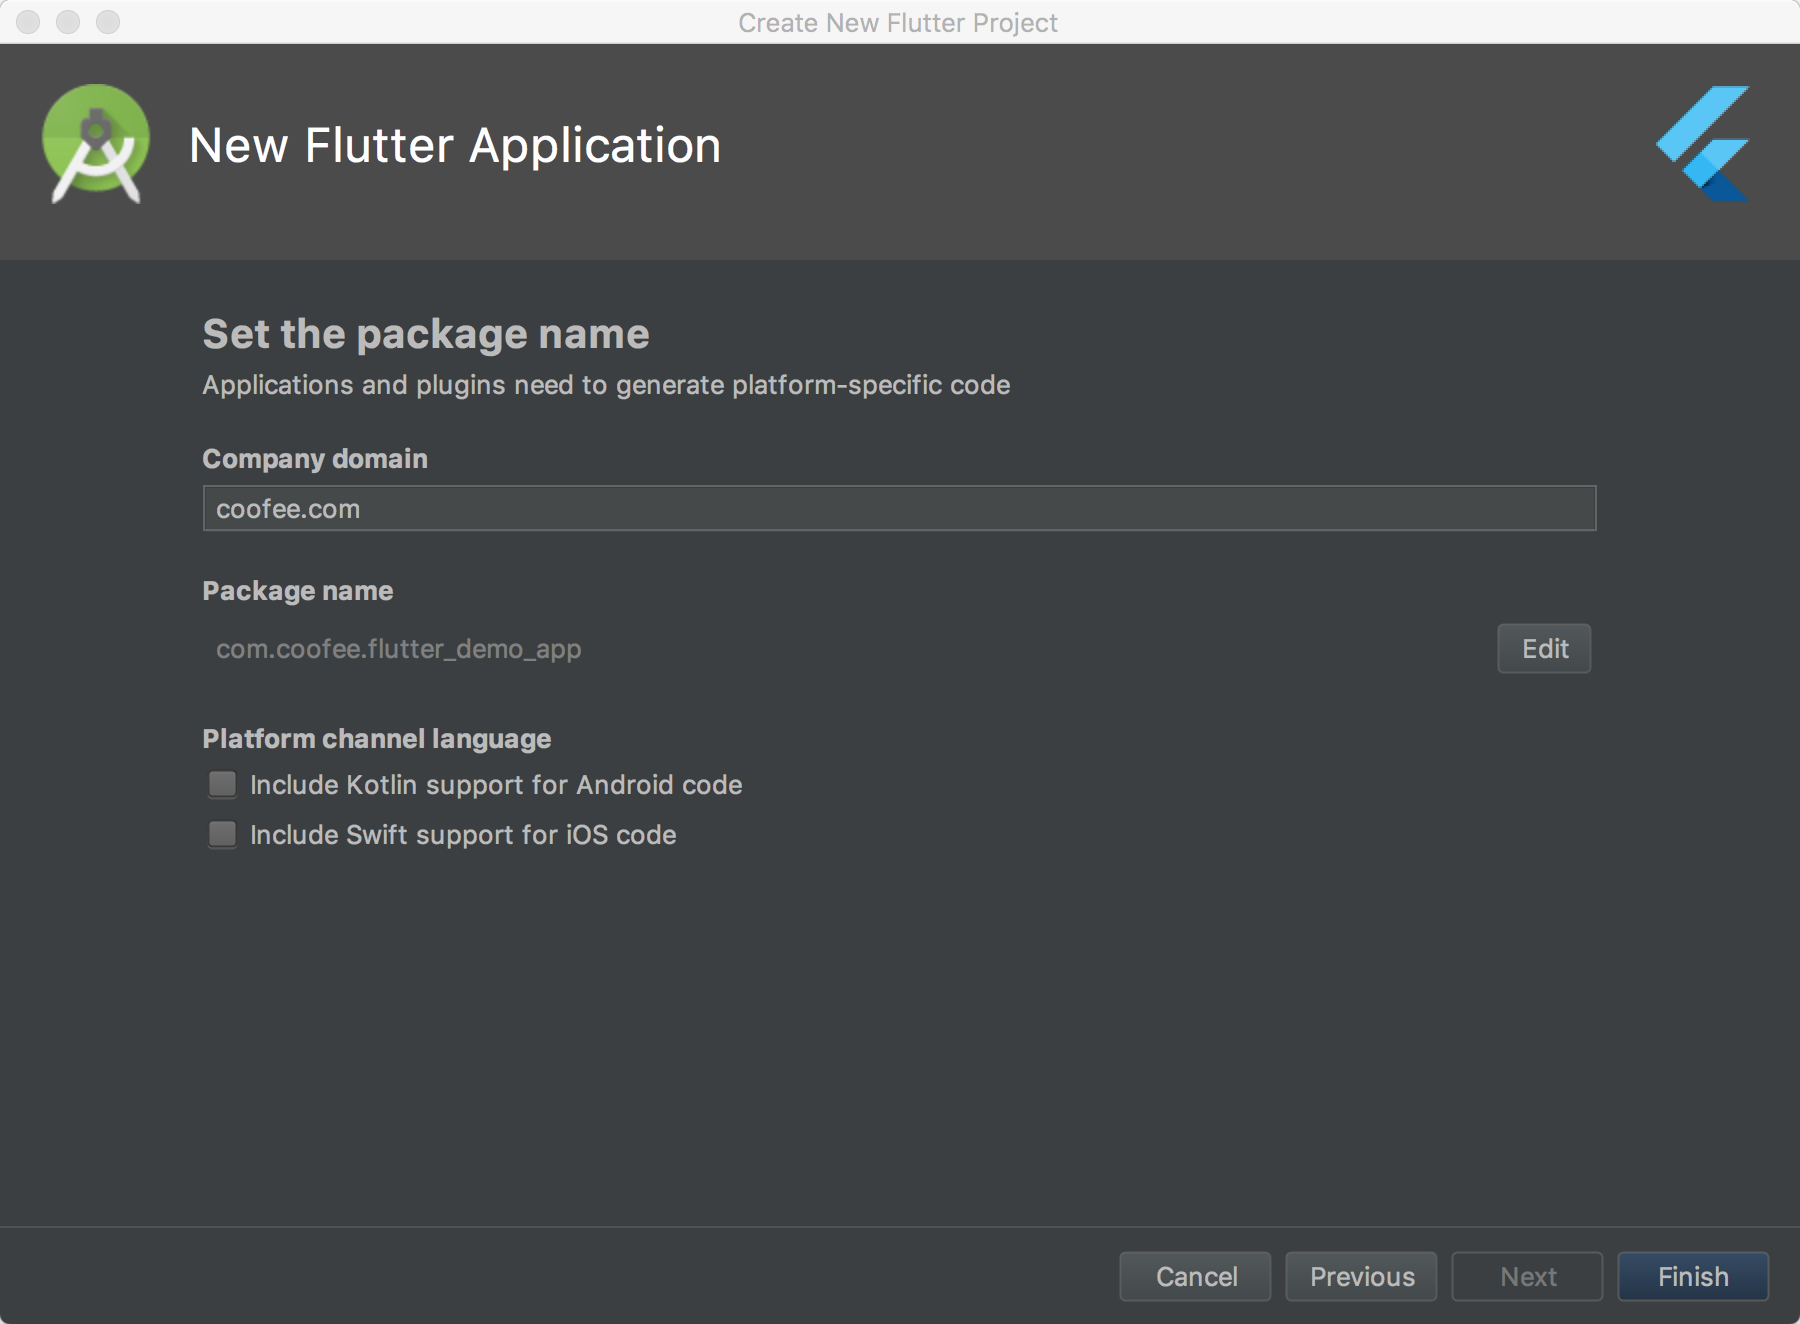 Create New Flutter Project
New Flutter Application
Set the package name
Applications and plugins need to generate platform-specific code
Company domain
coofee.com
Package name
com.coofee.flutter_demo_app
Edit
Platform channel language
Include Kotlin support for Android code
Include Swift support for iOS code
Cancel
Previous
Next
Finish